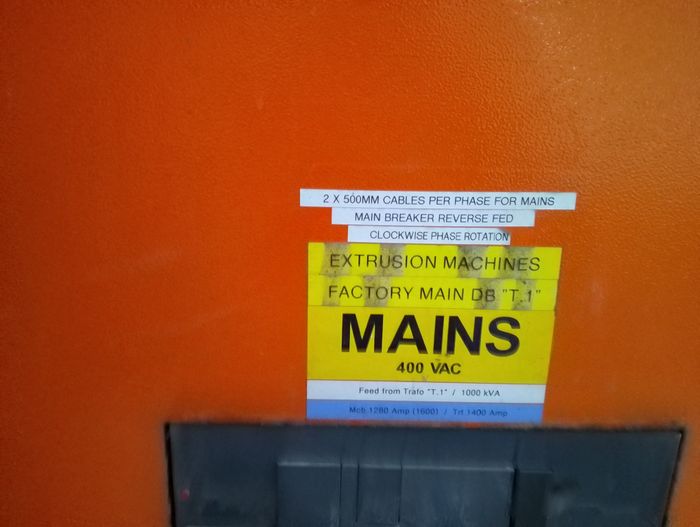 2 X 500MM CABLES PER PHASE FOR MAINS
MAIN BREAKER REVERSE FED
CLOCKWISE PHASE ROTATION
EXTRUSION MACHINES
FACTORY MAIN DB "T.1"
MAINS
400 VAC
Feed from Trafo "T.1" / 1000 kVA
Mcb 1280 Amp (1600) / Trf 1400 Amp